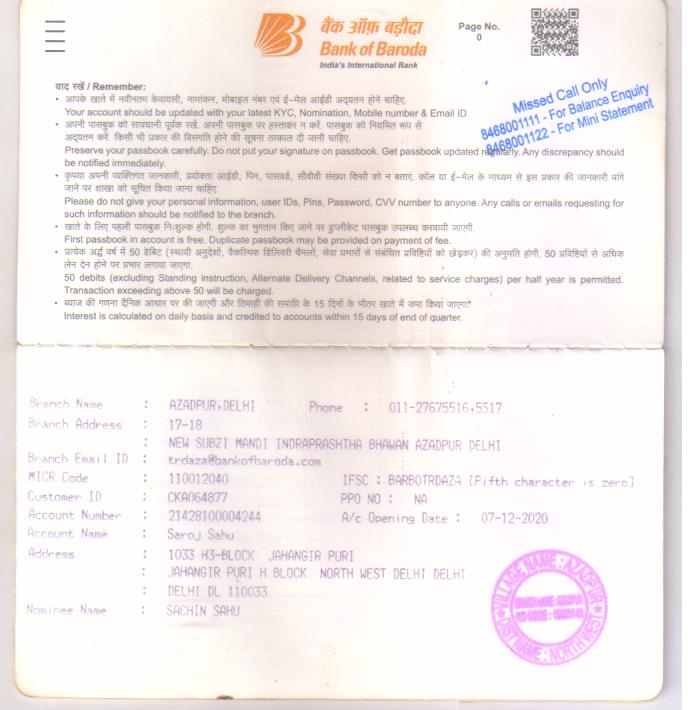 बैंक ऑफ़ बड़ौदा
Bank of Baroda
India's International Bank
Page No.
0
Missed Call Only
8468001111 - For Balance Enquiry
8468001122 - For Mini Statement
याद रखें / Remember:
• आपके खाते में नवीनतम केवायसी, नामांकन, मोबाइल नंबर एवं ई-मेल आईडी अद्यतन होने चाहिए.
Your account should be updated with your latest KYC, Nomination, Mobile number & Email ID
• अपनी पासबुक को सावधानी पूर्वक रखें. अपनी पासबुक पर हस्ताक्षर न करें. पासबुक को नियमित रूप से
अद्यतन करें. किसी भी प्रकार की विसंगति होने की सूचना तत्काल दी जानी चाहिए.
Preserve your passbook carefully. Do not put your signature on passbook. Get passbook updated regularly. Any discrepancy should
be notified immediately.
• कृपया अपनी व्यक्तिगत जानकारी, प्रयोक्ता आईडी, पिन, पासवर्ड, सीवीवी संख्या किसी को न बताएं. कॉल या ई-मेल के माध्यम से इस प्रकार की जानकारी मांगे
जाने पर शाखा को सूचित किया जाना चाहिए.
Please do not give your personal information, user IDs, Pins, Password, CVV number to anyone. Any calls or emails requesting for
such information should be notified to the branch.
• खाते के लिए पहली पासबुक निःशुल्क होगी. शुल्क का भुगतान किए जाने पर डुप्लीकेट पासबुक उपलब्ध करवायी जाएगी.
First passbook in account is free. Duplicate passbook may be provided on payment of fee.
• प्रत्येक अर्द्ध वर्ष में 50 डेबिट (स्थायी अनुदेशों, वैकल्पिक डिलिवरी चैनलों, सेवा प्रभारों से संबंधित प्रविष्टियों को छोड़कर) की अनुमति होगी. 50 प्रविष्टियों से अधिक
लेन देन होने पर प्रभार लगाया जाएगा.
50 debits (excluding Standing instruction, Alternate Delivery Channels, related to service charges) per half year is permitted.
Transaction exceeding above 50 will be charged.
• ब्याज की गणना दैनिक आधार पर की जाएगी और तिमाही की समाप्ति के 15 दिनों के भीतर खाते में जमा किया जाएगा.
Interest is calculated on daily basis and credited to accounts within 15 days of end of quarter.
Branch Name : AZADPUR,DELHI Phone : 011-27675516,5517
Branch Address : 17-18
: NEW SUBZI MANDI INDRAPRASHTHA BHAWAN AZADPUR DELHI
Branch Email ID : trdaza@bankofbaroda.com
MICR Code : 110012040 IFSC : BARB0TRDAZA [Fifth character is zero]
Customer ID : CKA064877 PPO NO : NA
Account Number : 21428100004244 A/c Opening Date : 07-12-2020
Account Name : Saroj Sahu
Address : 1033 H3-BLOCK JAHANGIR PURI
: JAHANGIR PURI H BLOCK NORTH WEST DELHI DELHI
: DELHI DL 110033
Nominee Name : SACHIN SAHU
VILLAGE NAME : AZADPUR
DIST NAME : NORTH WEST